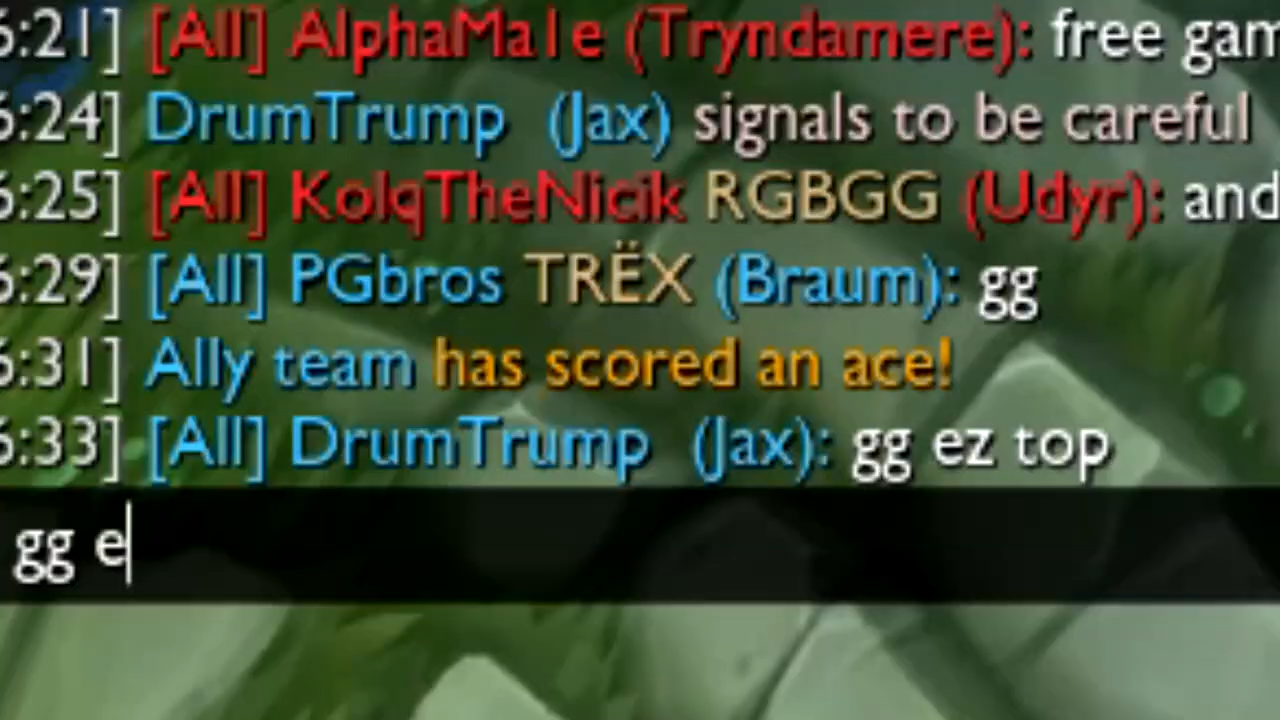 6:21] [All] AlphaMa1e (Tryndamere): free gam
6:24] DrumTrump (Jax) signals to be careful
6:25] [All] KolqTheNicik RGBGG (Udyr): and
6:29] [All] PGbros TRËX (Braum): gg
6:31] Ally team has scored an ace!
6:33] [All] DrumTrump (Jax): gg ez top
gg e